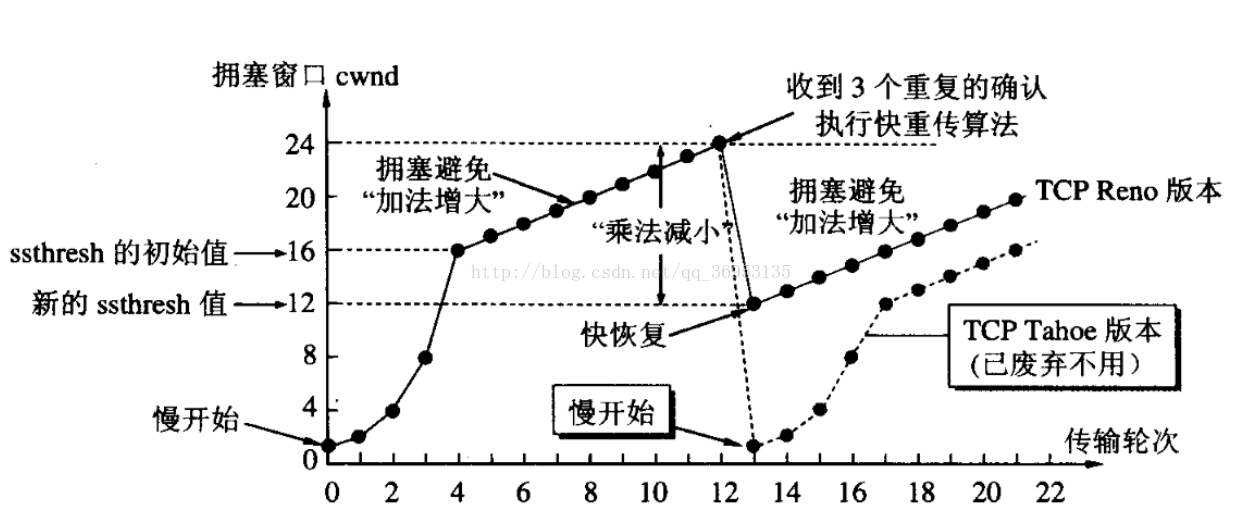 拥塞窗口 cwnd
收到 3 个重复的确认
执行快重传算法
24
拥塞避免
“加法增大”
拥塞避免
“加法增大”
TCP Reno 版本
20
“乘法减小”
ssthresh 的初始值
16
http://blog.csdn.net/qq_36953135
新的 ssthresh 值
12
快恢复
TCP Tahoe 版本
(已废弃不用)
8
慢开始
4
慢开始
传输轮次
0
0 2 4 6 8 10 12 14 16 18 20 22